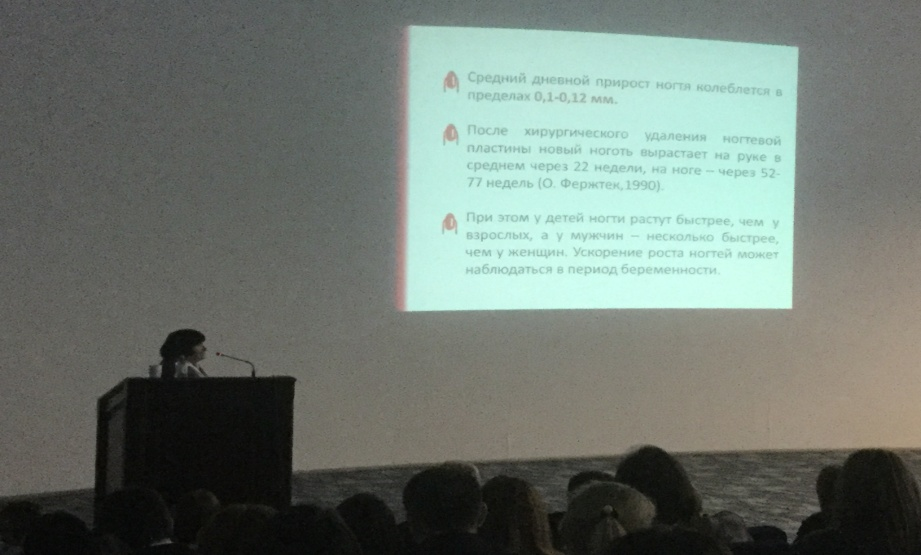 Средний дневной прирост ногтя колеблется в
пределах 0,1-0,12 мм.
После хирургического удаления ногтевой
пластины новый ноготь вырастает на руке в
среднем через 22 недели, на ноге – через 52-
77 недель (О. Фержтек,1990).
При этом у детей ногти растут быстрее, чем у
взрослых, а у мужчин – несколько быстрее,
чем у женщин. Ускорение роста ногтей может
наблюдаться в период беременности.